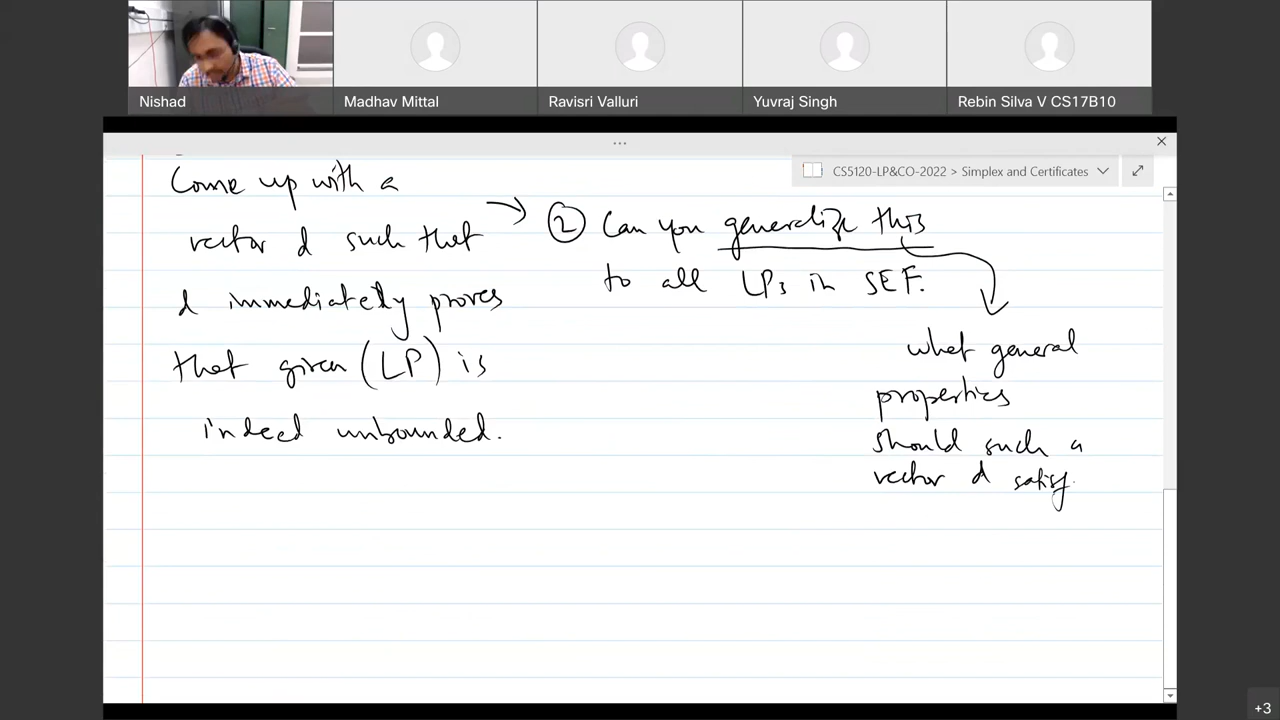 Nishad
Madhav Mittal
Ravisri Valluri
Yuvraj Singh
Rebin Silva V CS17B10
CS5120-LP&CO-2022 > Simplex and Certificates
Come up with a
vector d such that
d immediately proves
that given (LP) is
indeed unbounded.
→ ② Can you generalize this
to all LPs in SEF.
what general
properties
should such a
vector d satisfy
+3